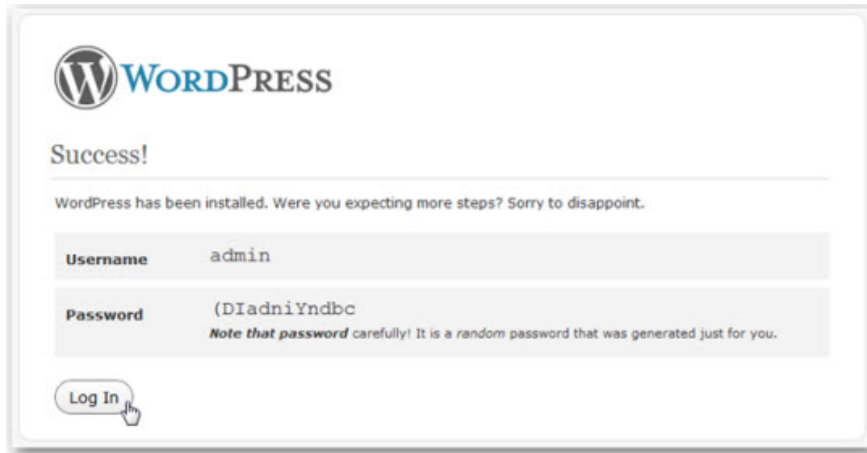 WORDPRESS
Success!
WordPress has been installed. Were you expecting more steps? Sorry to disappoint.
Username admin
Password (DIadniYndbc
Note that password carefully! It is a random password that was generated just for you.
Log In